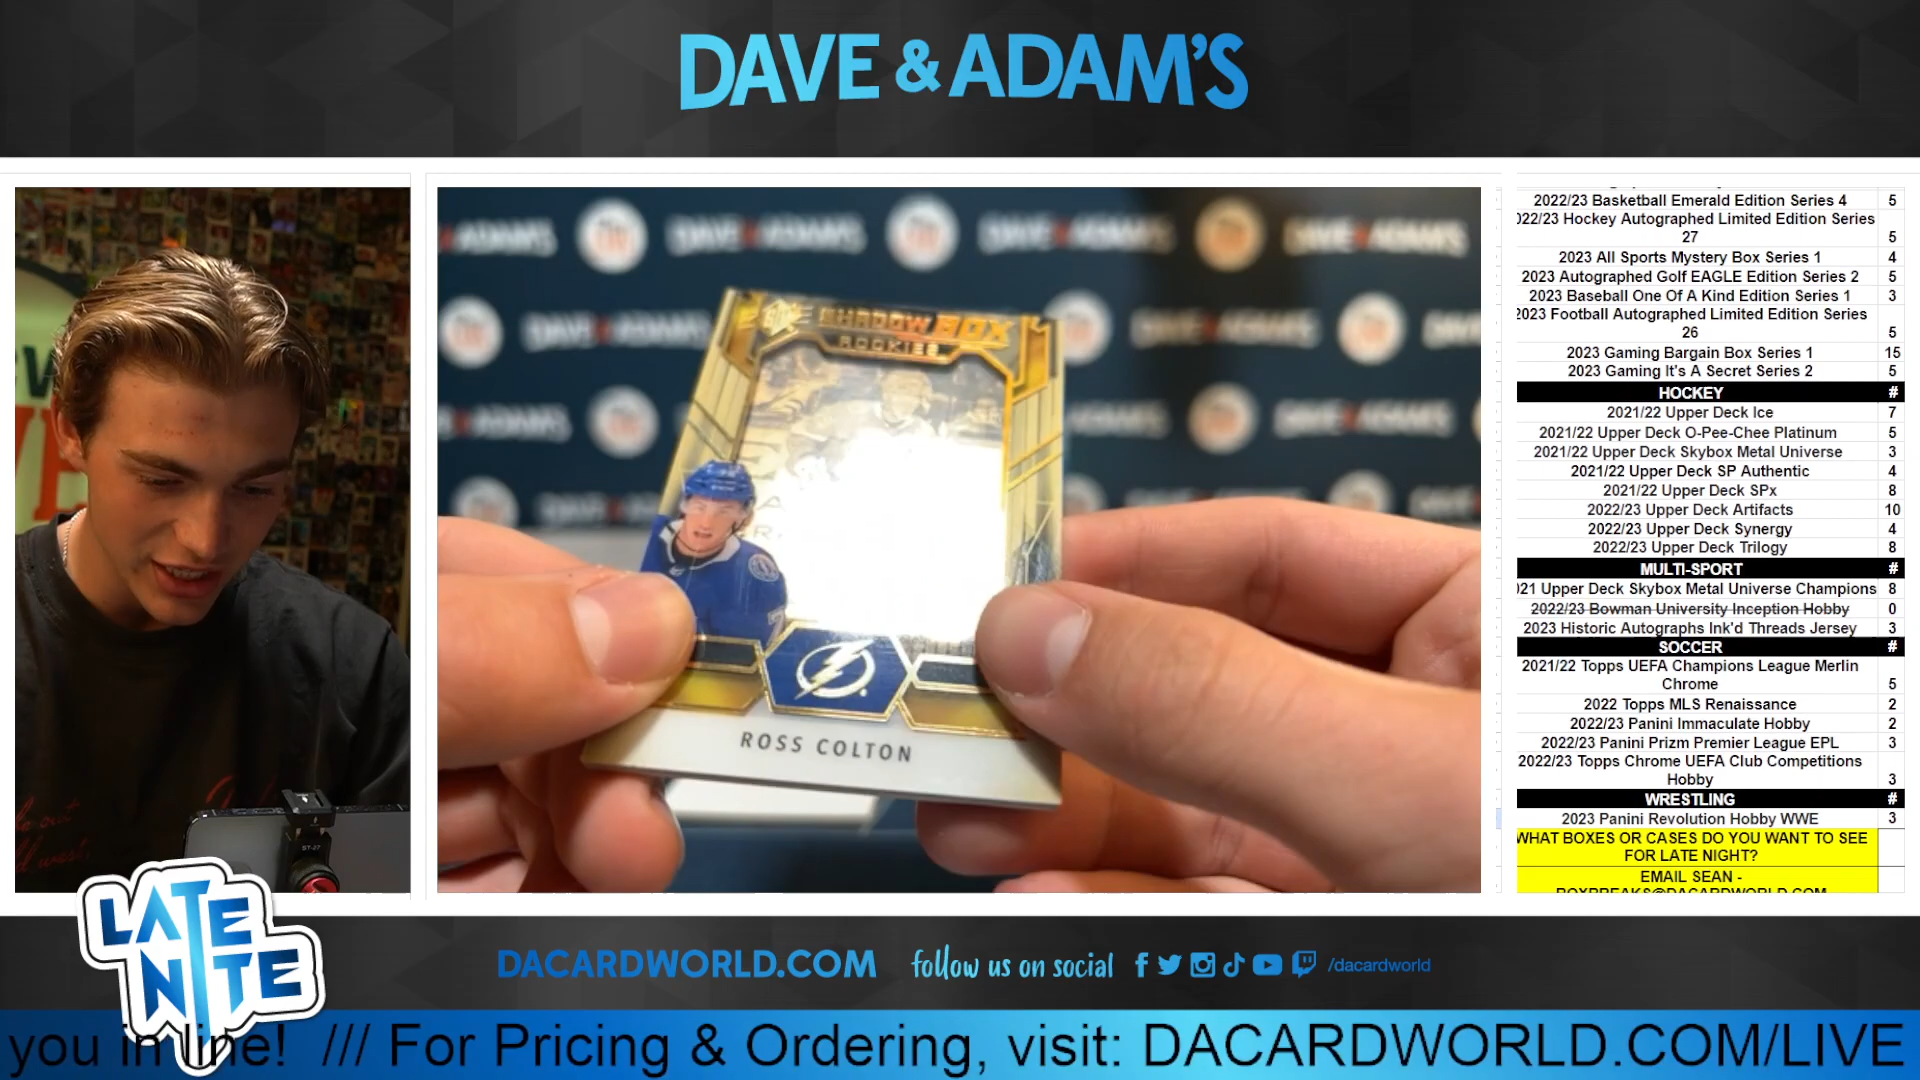 DAVE & ADAM'S
2022/23 Basketball Emerald Edition Series 4 5
022/23 Hockey Autographed Limited Edition Series
27 5
2023 All Sports Mystery Box Series 1 4
2023 Autographed Golf EAGLE Edition Series 2 5
2023 Baseball One Of A Kind Edition Series 1 3
2023 Football Autographed Limited Edition Series
26 5
2023 Gaming Bargain Box Series 1 15
2023 Gaming It's A Secret Series 2 5
HOCKEY #
2021/22 Upper Deck Ice 7
2021/22 Upper Deck O-Pee-Chee Platinum 5
2021/22 Upper Deck Skybox Metal Universe 3
2021/22 Upper Deck SP Authentic 4
2021/22 Upper Deck SPx 8
2022/23 Upper Deck Artifacts 10
2022/23 Upper Deck Synergy 4
2022/23 Upper Deck Trilogy 8
MULTI-SPORT #
021 Upper Deck Skybox Metal Universe Champions 8
2022/23 Bowman University Inception Hobby 0
2023 Historic Autographs Ink'd Threads Jersey 3
SOCCER #
2021/22 Topps UEFA Champions League Merlin
Chrome 5
2022 Topps MLS Renaissance 2
2022/23 Panini Immaculate Hobby 2
2022/23 Panini Prizm Premier League EPL 3
2022/23 Topps Chrome UEFA Club Competitions
Hobby 3
WRESTLING #
2023 Panini Revolution Hobby WWE 3
WHAT BOXES OR CASES DO YOU WANT TO SEE
FOR LATE NIGHT?
EMAIL SEAN -
BOXBREAKS@DACARDWORLD.COM
DAVE & ADAMS DAVE & ADAMS
SPX SHADOW BOX
ROOKIES
ROSS COLTON
LATE
NITE
DACARDWORLD.COM follow us on social /dacardworld
you in line! /// For Pricing & Ordering, visit: DACARDWORLD.COM/LIVE